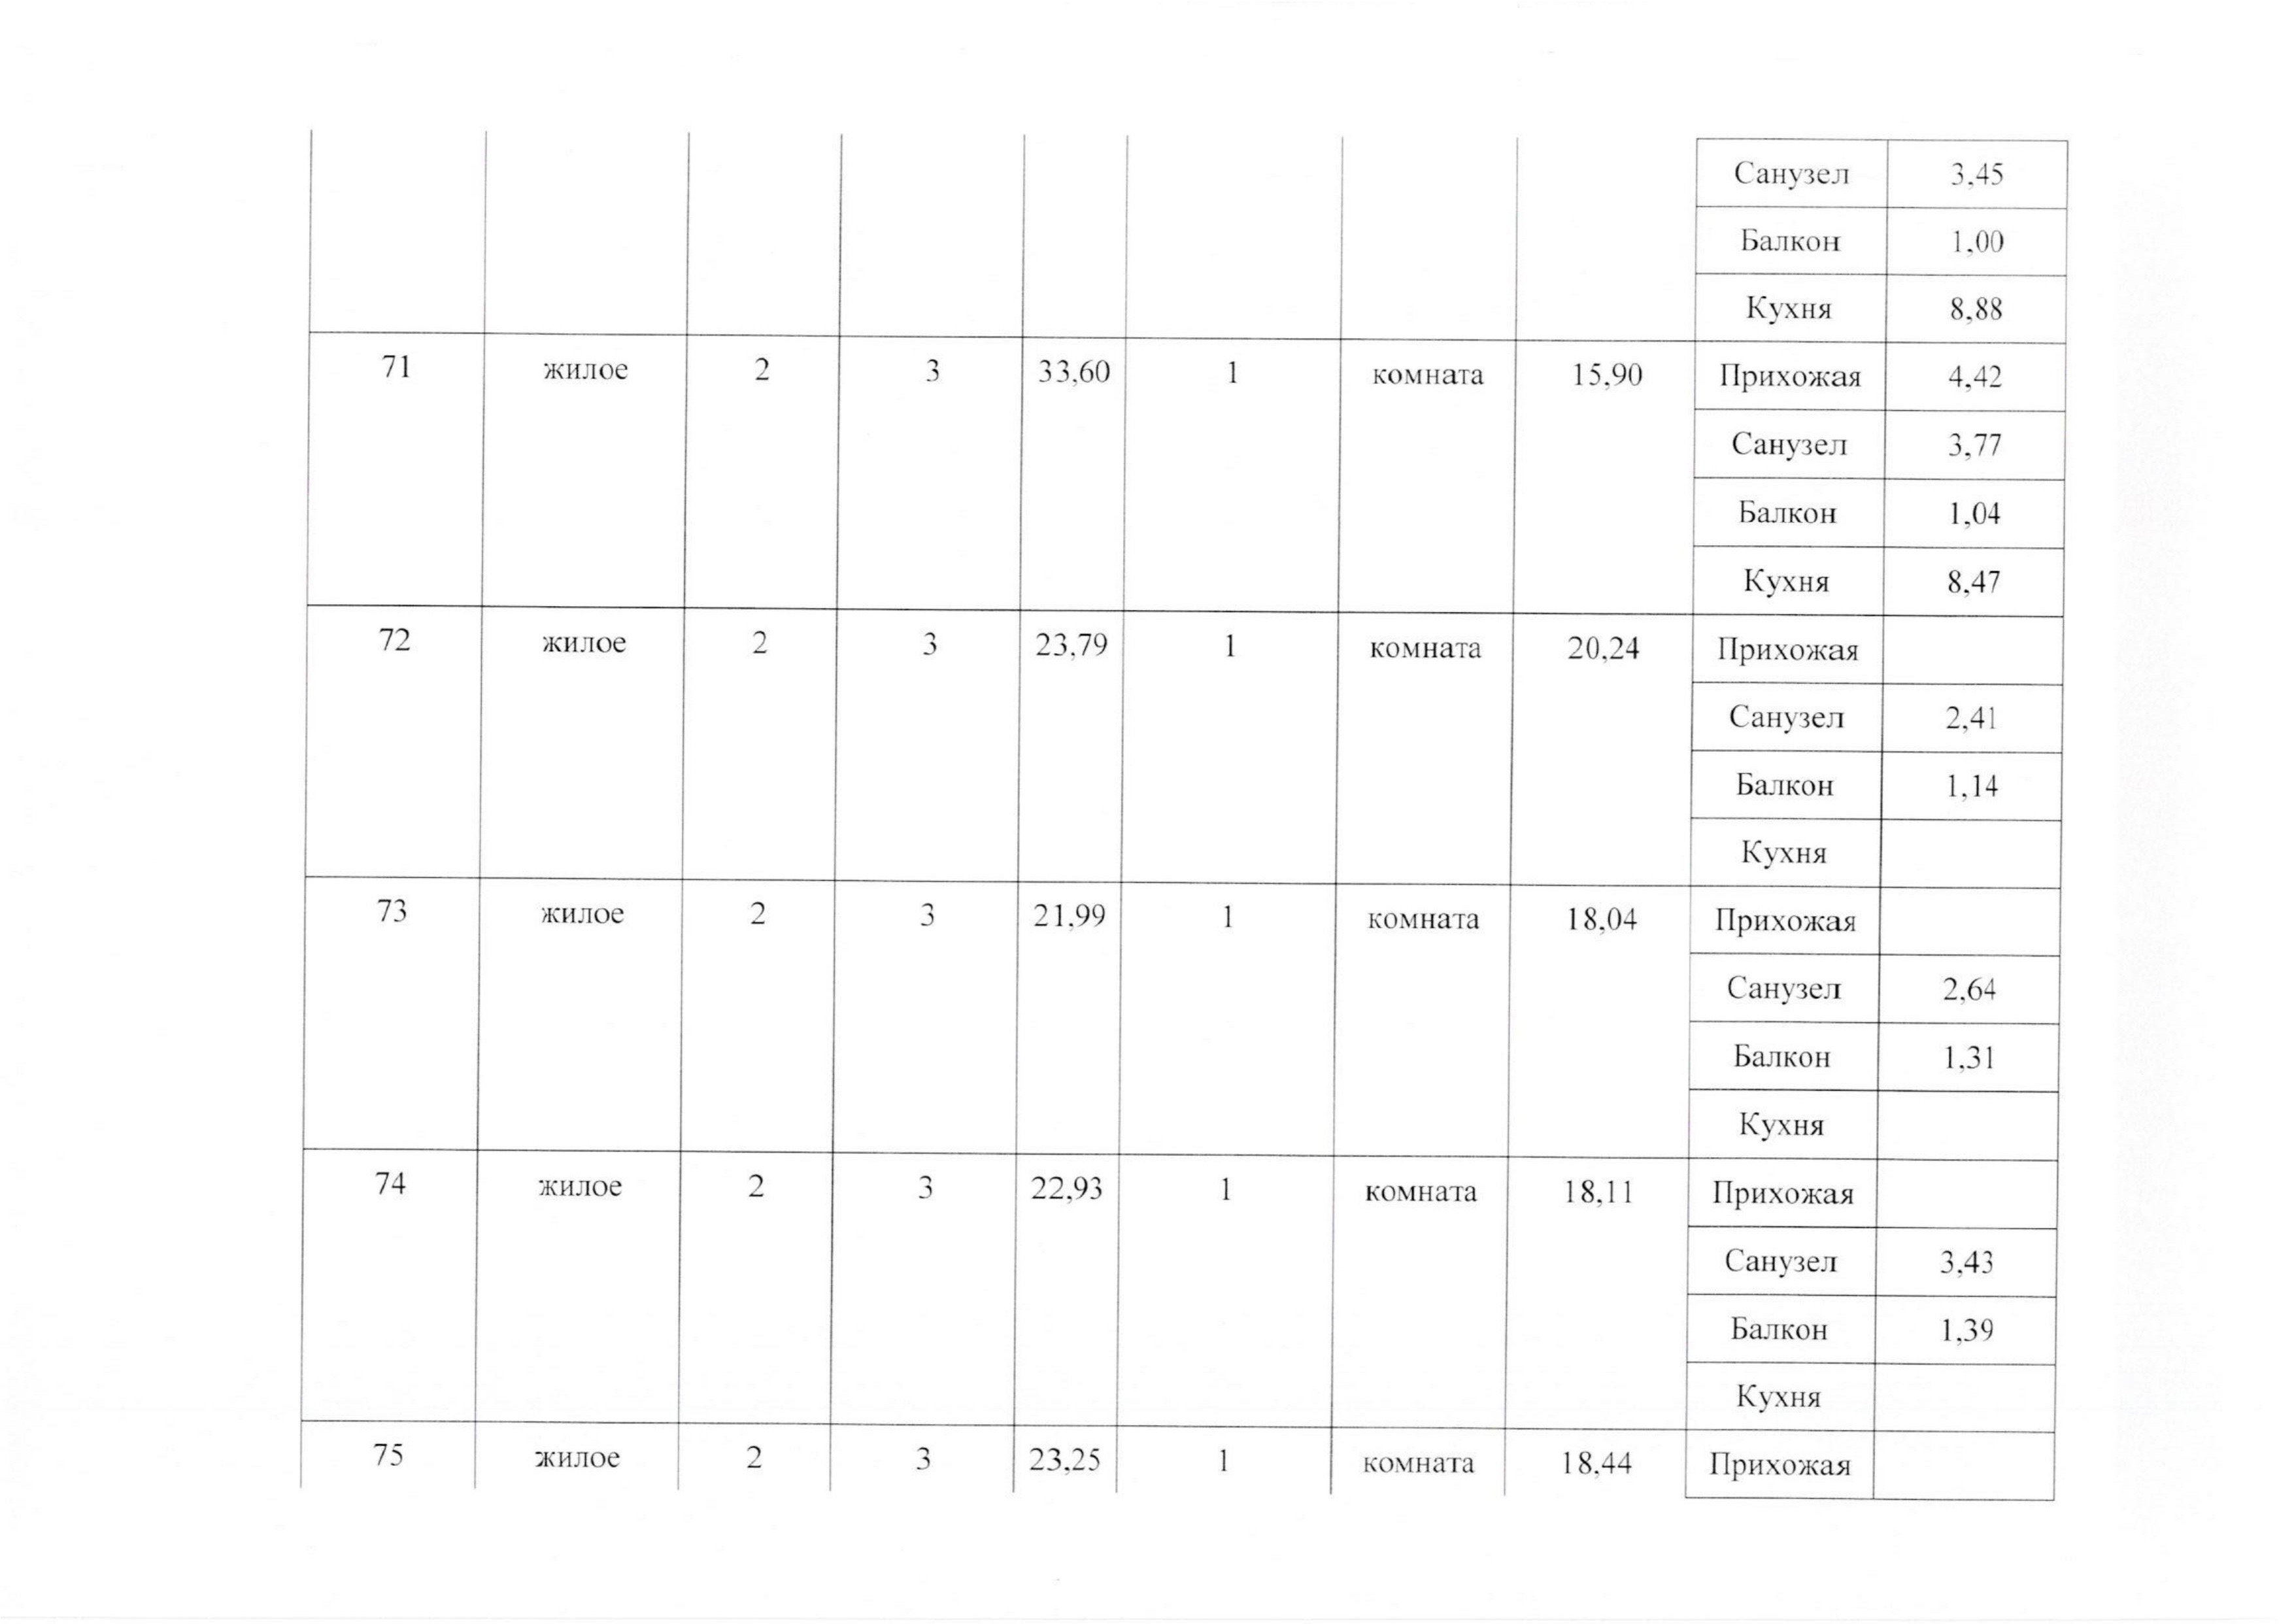 Санузел 3,45
Балкон 1,00
Кухня 8,88
71 жилое 2 3 33,60 1 комната 15,90 Прихожая 4,42
Санузел 3,77
Балкон 1,04
Кухня 8,47
72 жилое 2 3 23,79 1 комната 20,24 Прихожая
Санузел 2,41
Балкон 1,14
Кухня
73 жилое 2 3 21,99 1 комната 18,04 Прихожая
Санузел 2,64
Балкон 1,31
Кухня
74 жилое 2 3 22,93 1 комната 18,11 Прихожая
Санузел 3,43
Балкон 1,39
Кухня
75 жилое 2 3 23,25 1 комната 18,44 Прихожая